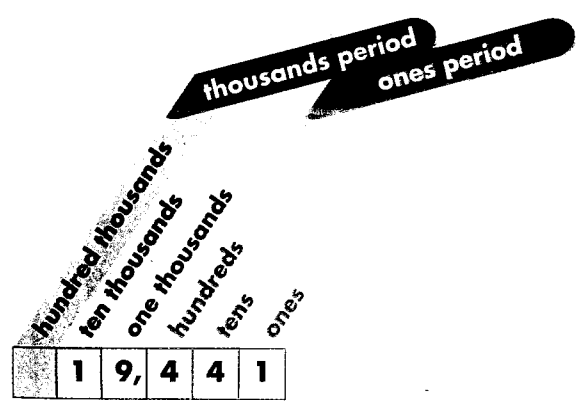 thousands period
ones period
hundred thousands
ten thousands
one thousands
hundreds
tens
ones
1 9, 4 4 1